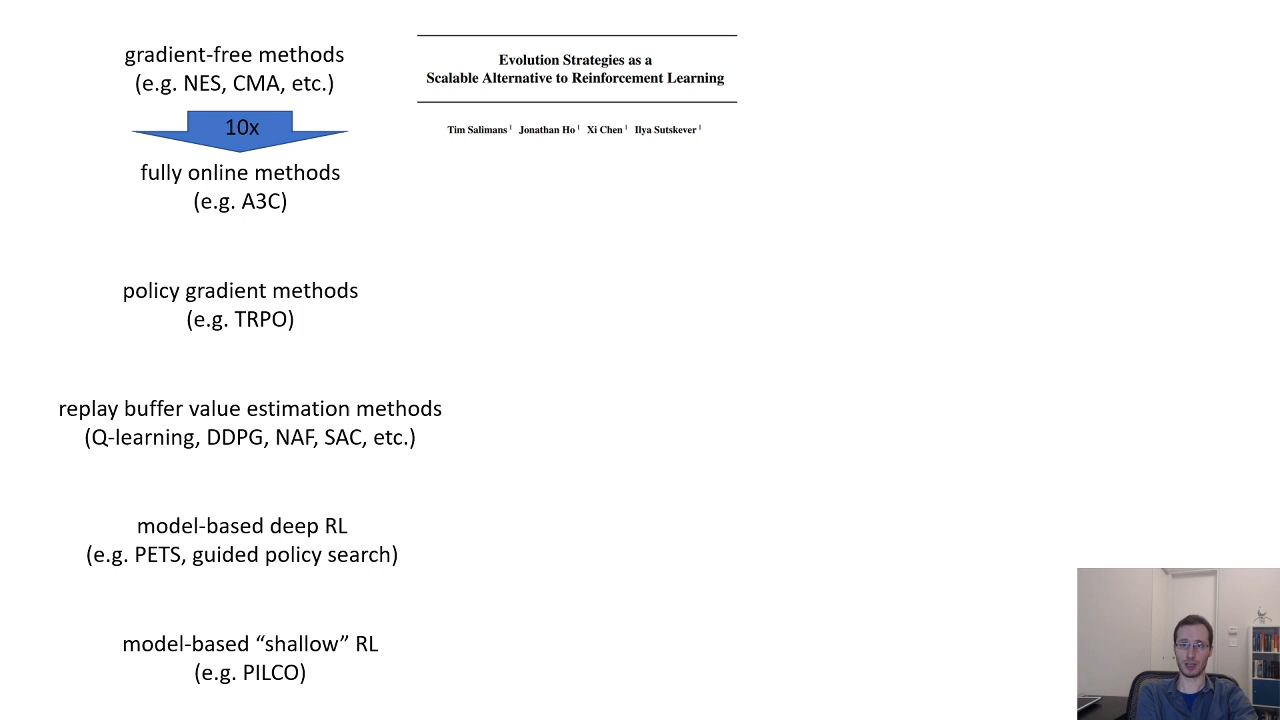 gradient-free methods
(e.g. NES, CMA, etc.)
10x
fully online methods
(e.g. A3C)
policy gradient methods
(e.g. TRPO)
replay buffer value estimation methods
(Q-learning, DDPG, NAF, SAC, etc.)
model-based deep RL
(e.g. PETS, guided policy search)
model-based “shallow” RL
(e.g. PILCO)
Evolution Strategies as a
Scalable Alternative to Reinforcement Learning
Tim Salimans 1 Jonathan Ho 1 Xi Chen 1 Ilya Sutskever 1